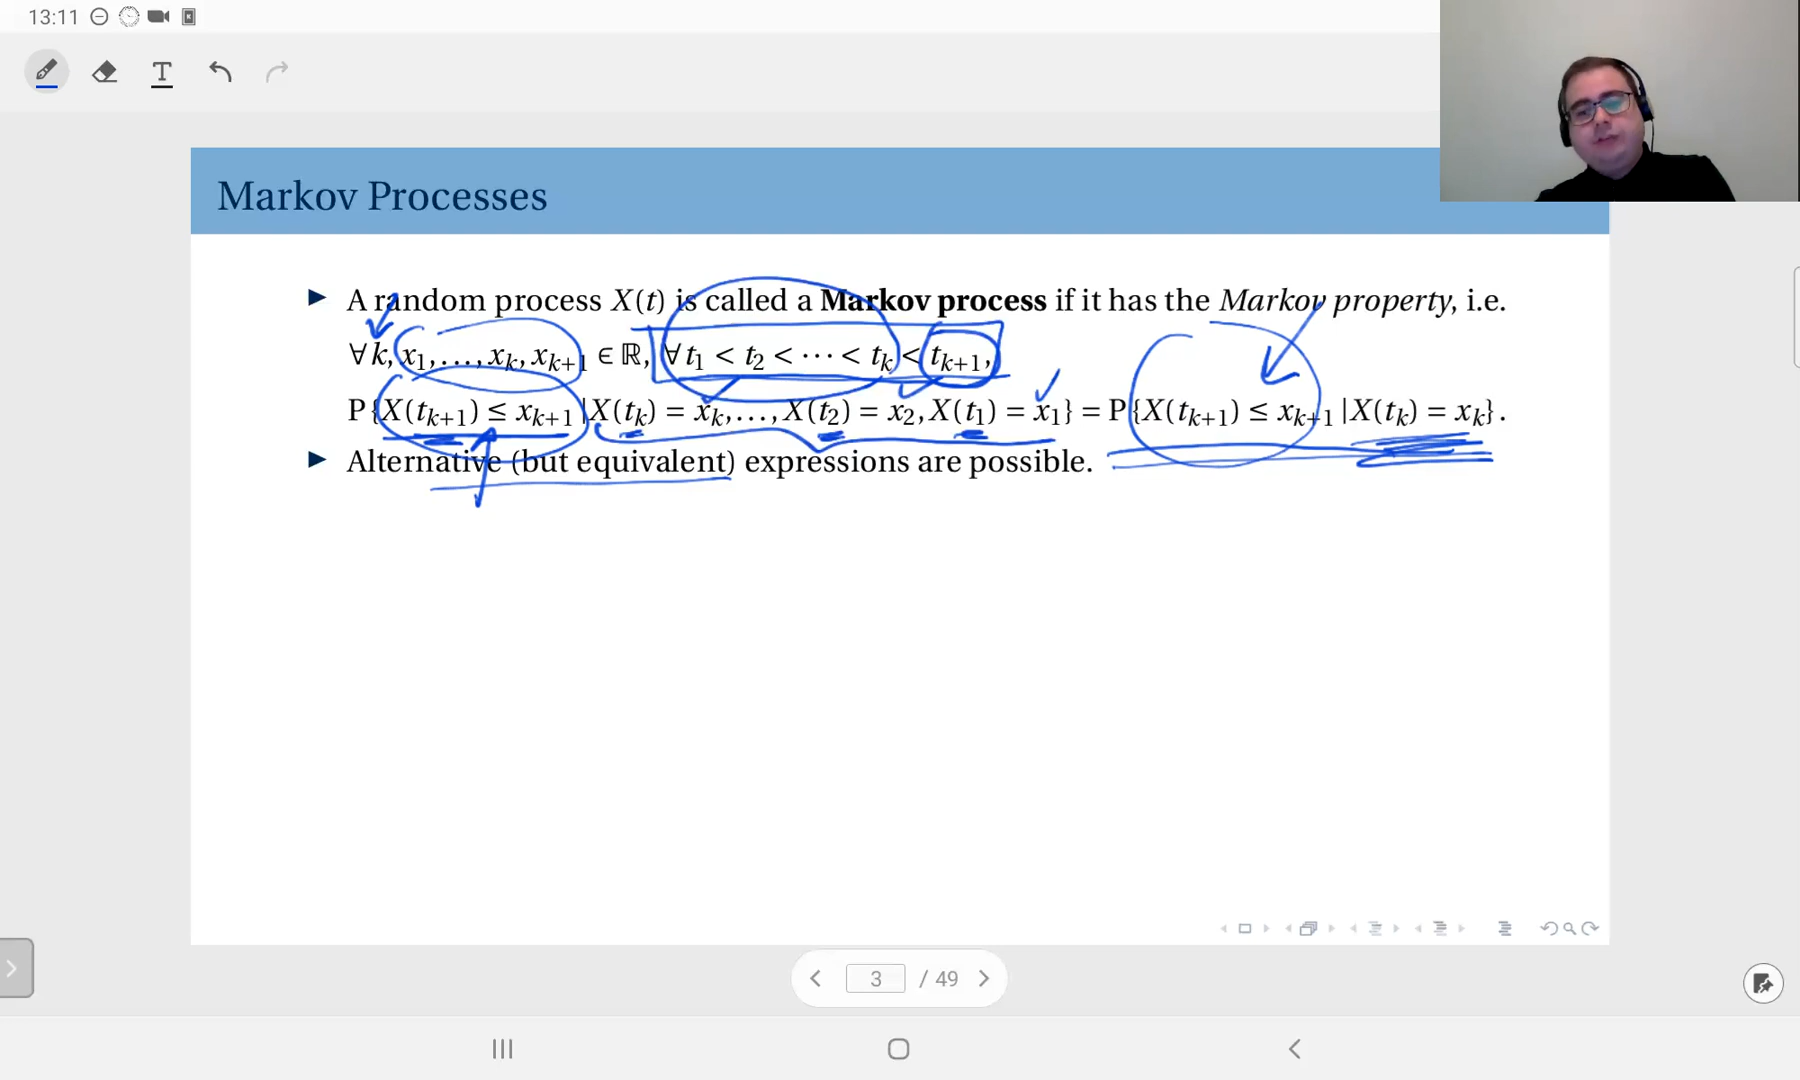 13:11
T
Markov Processes
▶ A random process X(t) is called a Markov process if it has the Markov property, i.e.
∀k, x₁,…, xₖ, xₖ₊₁ ∈ ℝ, ∀t₁ < t₂ < ⋯ < tₖ < tₖ₊₁,
P{X(tₖ₊₁) ≤ xₖ₊₁ |X(tₖ) = xₖ,…, X(t₂) = x₂, X(t₁) = x₁} = P{X(tₖ₊₁) ≤ xₖ₊₁ |X(tₖ) = xₖ}.
▶ Alternative (but equivalent) expressions are possible.
3 / 49